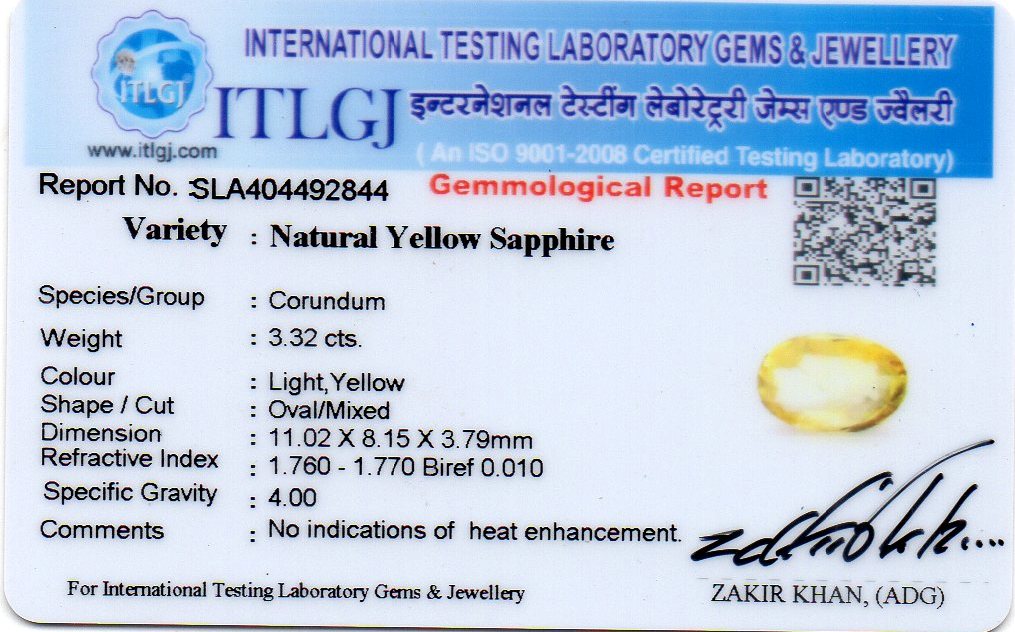 INTERNATIONAL TESTING LABORATORY GEMS & JEWELLERY
ITLGJ
ITLGJ इन्टरनेशनल टेस्टींग लेबोरेट्ररी जेम्स एण्ड ज्वैलरी
www.itlgj.com
( An ISO 9001-2008 Certified Testing Laboratory)
Report No. :SLA404492844
Gemmological Report
Variety : Natural Yellow Sapphire
Species/Group : Corundum
Weight : 3.32 cts.
Colour : Light,Yellow
Shape / Cut : Oval/Mixed
Dimension : 11.02 X 8.15 X 3.79mm
Refractive Index : 1.760 - 1.770 Biref 0.010
Specific Gravity : 4.00
Comments : No indications of heat enhancement.
For International Testing Laboratory Gems & Jewellery
ZAKIR KHAN, (ADG)